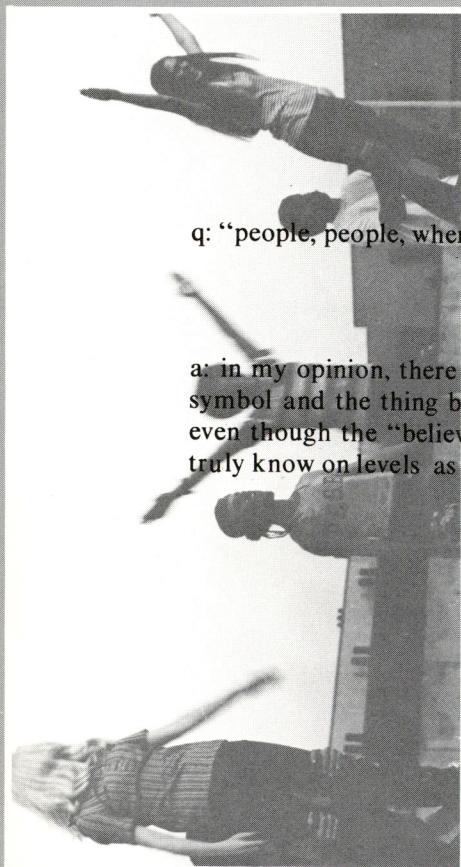 q: “people, people, wher
a: in my opinion, there
symbol and the thing b
even though the “believ
truly know on levels as